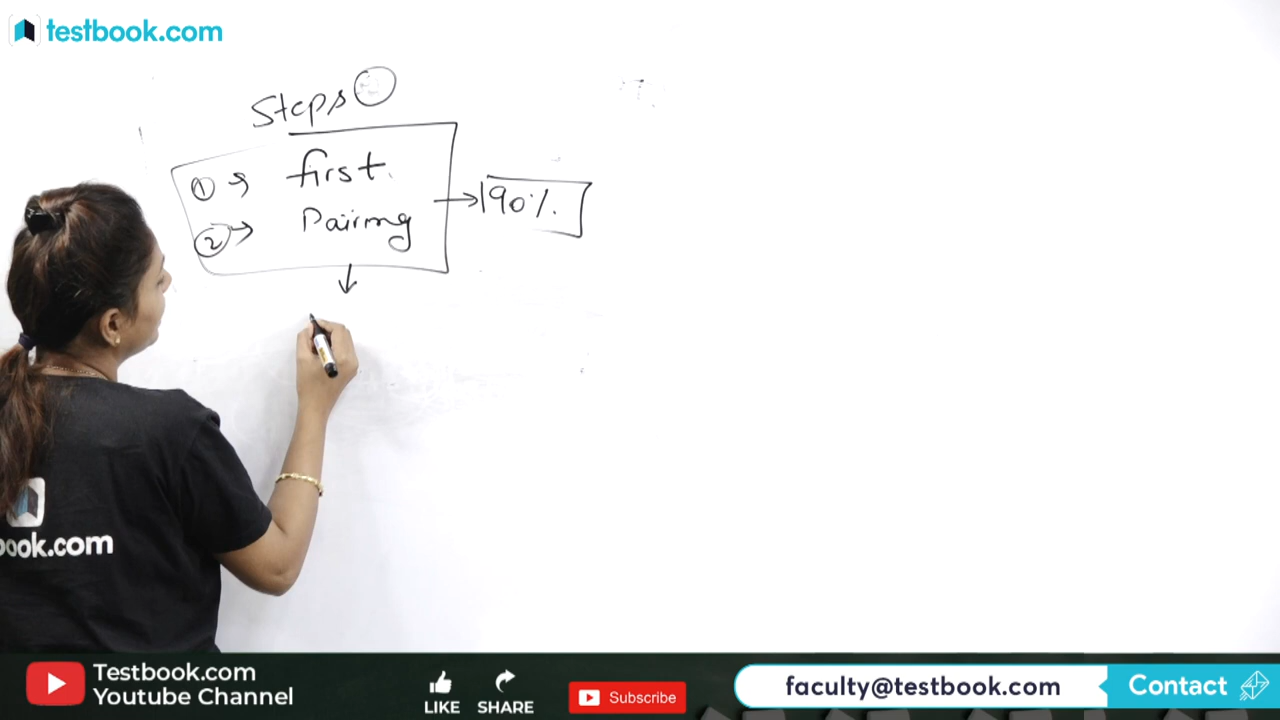 testbook.com
Steps
① → first.
② → Pairing
→ 90%.
book.com
Testbook.com
Youtube Channel
LIKE SHARE
Subscribe
faculty@testbook.com
Contact